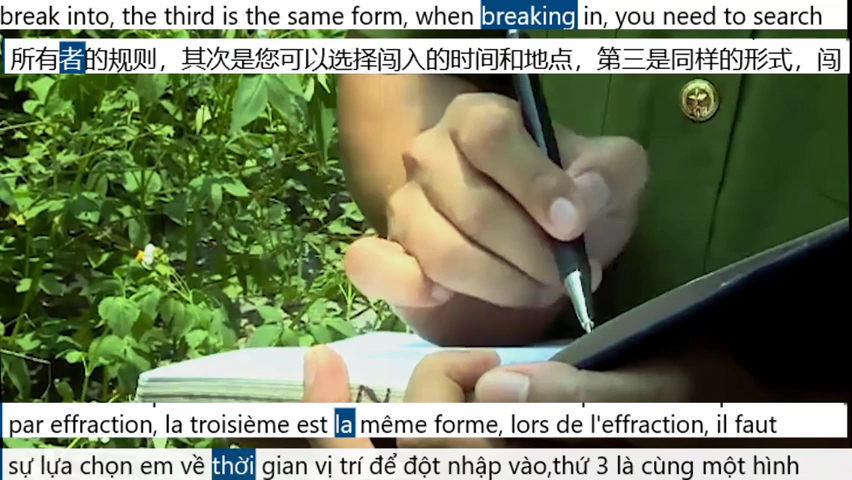 break into, the third is the same form, when breaking in, you need to search
所有者的规则，其次是您可以选择闯入的时间和地点，第三是同样的形式，闯
par effraction, la troisième est la même forme, lors de l'effraction, il faut
sự lựa chọn em về thời gian vị trí để đột nhập vào,thứ 3 là cùng một hình